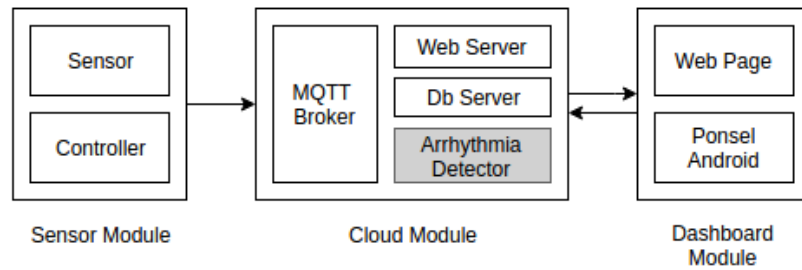 Sensor
Controller
Sensor Module
MQTT
Broker
Web Server
Db Server
Arrhythmia
Detector
Cloud Module
Web Page
Ponsel
Android
Dashboard
Module